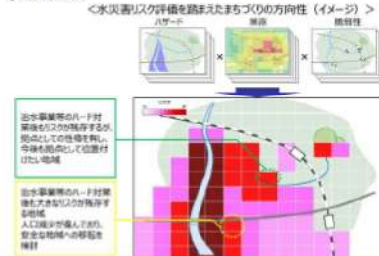 <水災害リスク評価を踏まえたまちづくりの方向性（イメージ）>
ハザード
暴露
脆弱性
治水事業等のハード対
策後もリスクが残存するが、
拠点としての性格を有し、
今後も拠点として位置付
けたい地域
治水事業等のハード対策
後も大きなリスクが残存す
る地域
人口減少が進んでおり、
安全な地域への移転を
検討